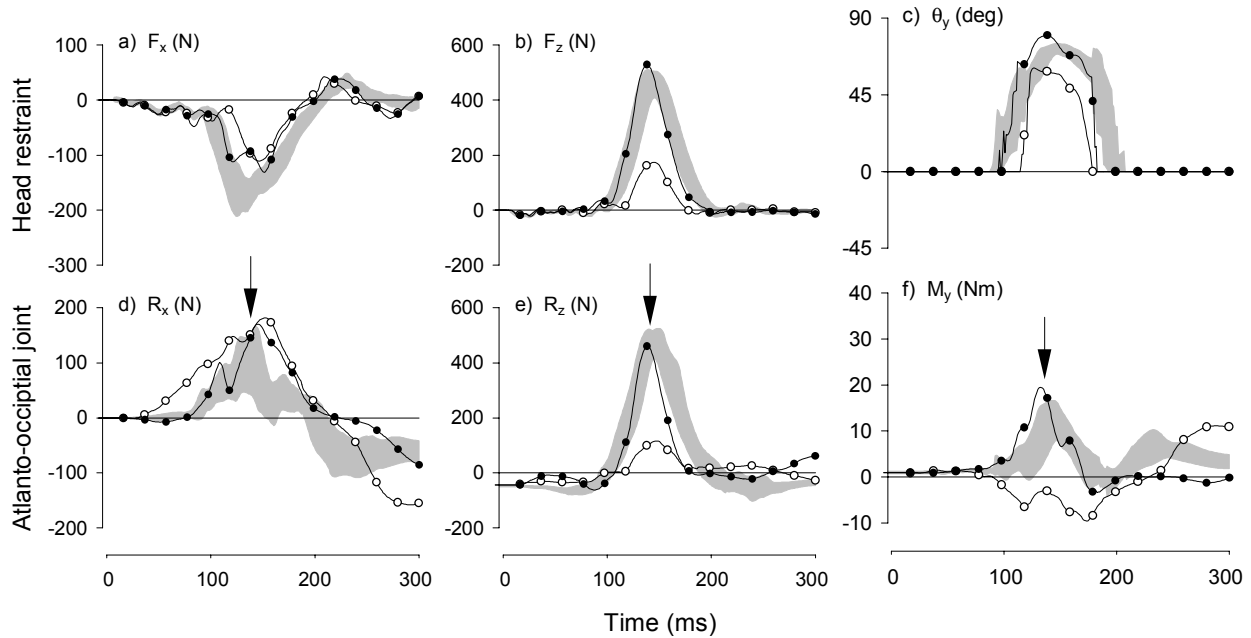 a) Fx (N)
b) Fz (N)
c) θy (deg)
Head restraint
100
0
-100
-200
-300
600
400
200
0
-200
90
45
0
-45
d) Rx (N)
e) Rz (N)
f) My (Nm)
Atlanto-occiptial joint
200
100
0
-100
-200
600
400
200
0
-200
40
30
20
10
0
-10
0 100 200 300
0 100 200 300
0 100 200 300
Time (ms)